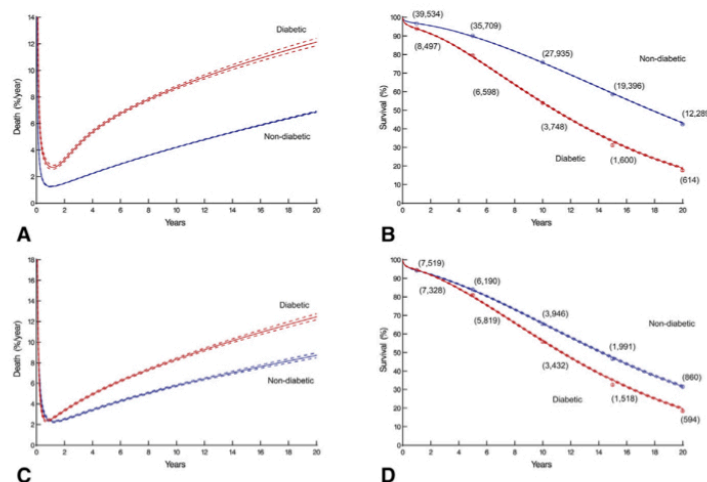 Death (%/year)
14
12
10
8
6
4
2
0
Diabetic
Non-diabetic
0 2 4 6 8 10 12 14 16 18 20
Years
A
Survival (%)
100
90
80
70
60
50
40
30
20
10
0
(39,534)
(35,709)
(8,497)
(27,935)
Non-diabetic
(6,598)
(19,396)
(3,748)
(12,289
Diabetic
(1,600)
(614)
0 2 4 6 8 10 12 14 16 18 20
Years
B
Death (%/year)
18
16
14
12
10
8
6
4
2
0
Diabetic
Non-diabetic
0 2 4 6 8 10 12 14 16 18 20
Years
C
Survival (%)
100
90
80
70
60
50
40
30
20
10
0
(7,519)
(7,328)
(6,190)
(5,819)
(3,946)
Non-diabetic
(1,991)
(3,432)
(860)
Diabetic
(1,518)
(594)
0 2 4 6 8 10 12 14 16 18 20
Years
D